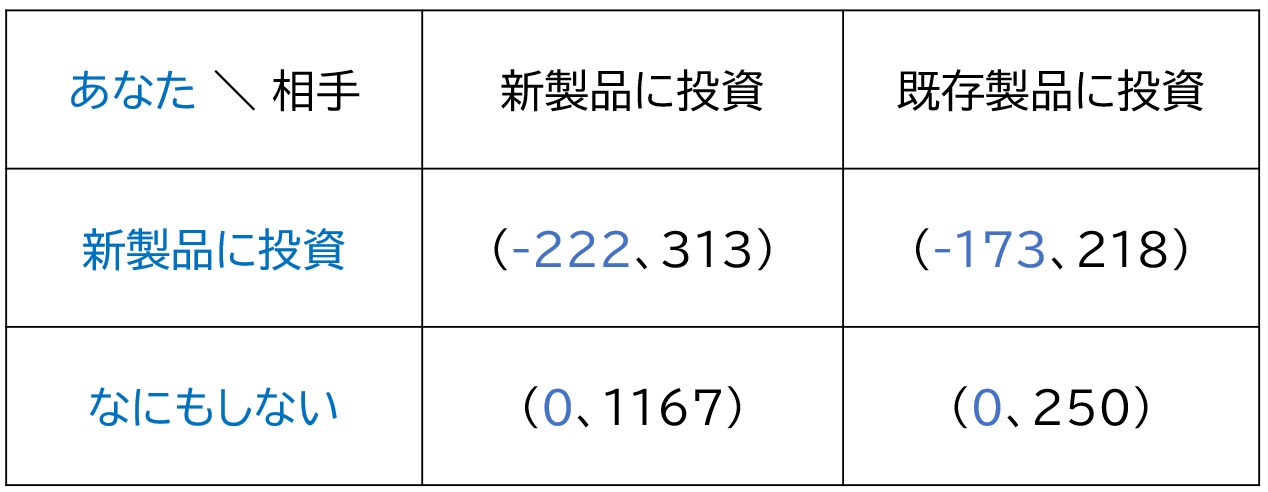 あなた ＼ 相手 新製品に投資 既存製品に投資
新製品に投資 （-222、313） （-173、218）
なにもしない （0、1167） （0、250）